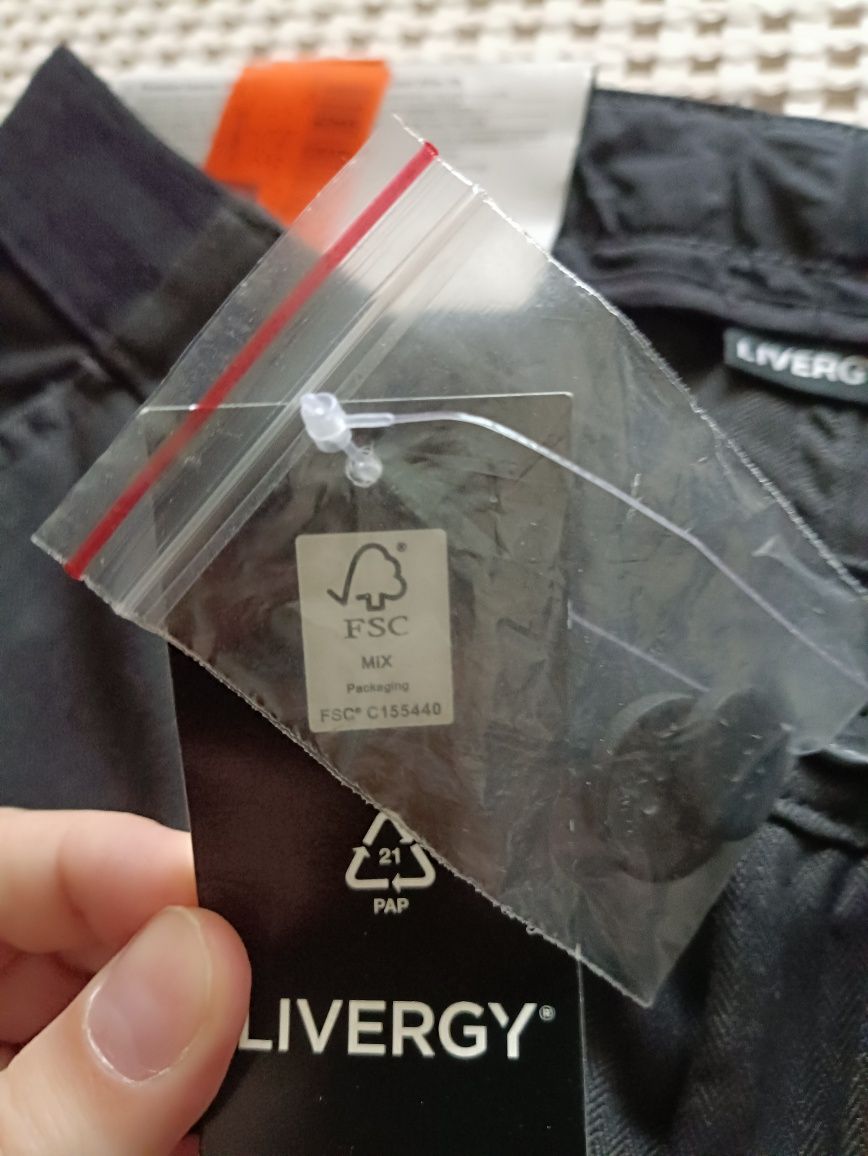 LIVERG
FSC
MIX
Packaging
FSC® C155440
21
PAP
LIVERGY®